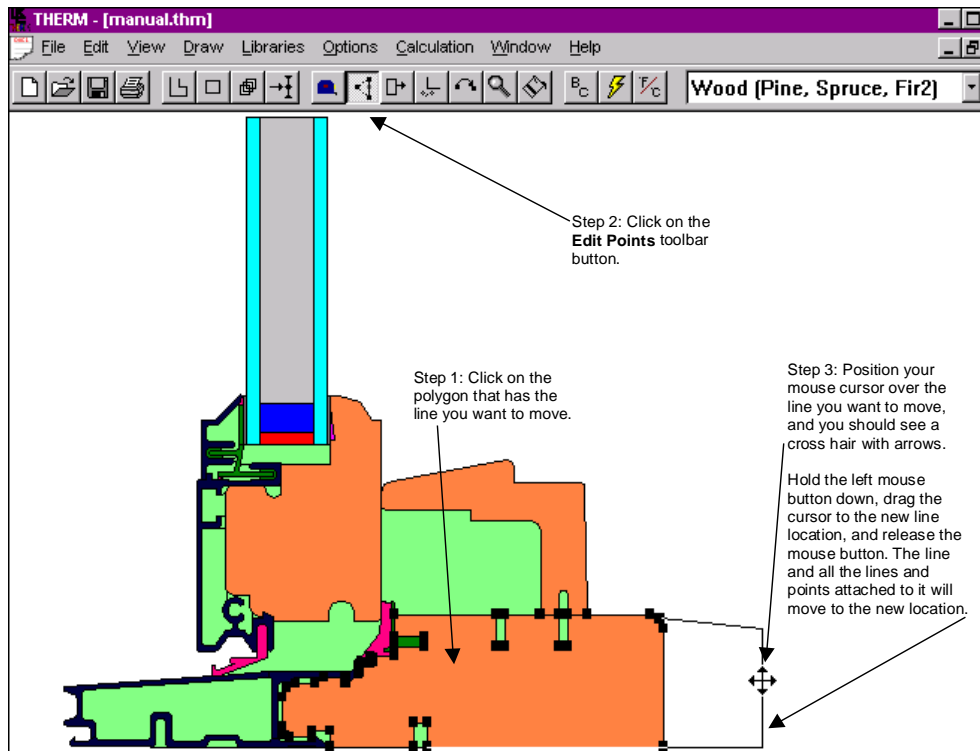 THERM - [manual.thm]
File Edit View Draw Libraries Options Calculation Window Help
BC F/C Wood (Pine, Spruce, Fir2)
Step 2: Click on the
Edit Points toolbar
button.
Step 1: Click on the
polygon that has the
line you want to move.
Step 3: Position your
mouse cursor over the
line you want to move,
and you should see a
cross hair with arrows.
Hold the left mouse
button down, drag the
cursor to the new line
location, and release the
mouse button. The line
and all the lines and
points attached to it will
move to the new location.